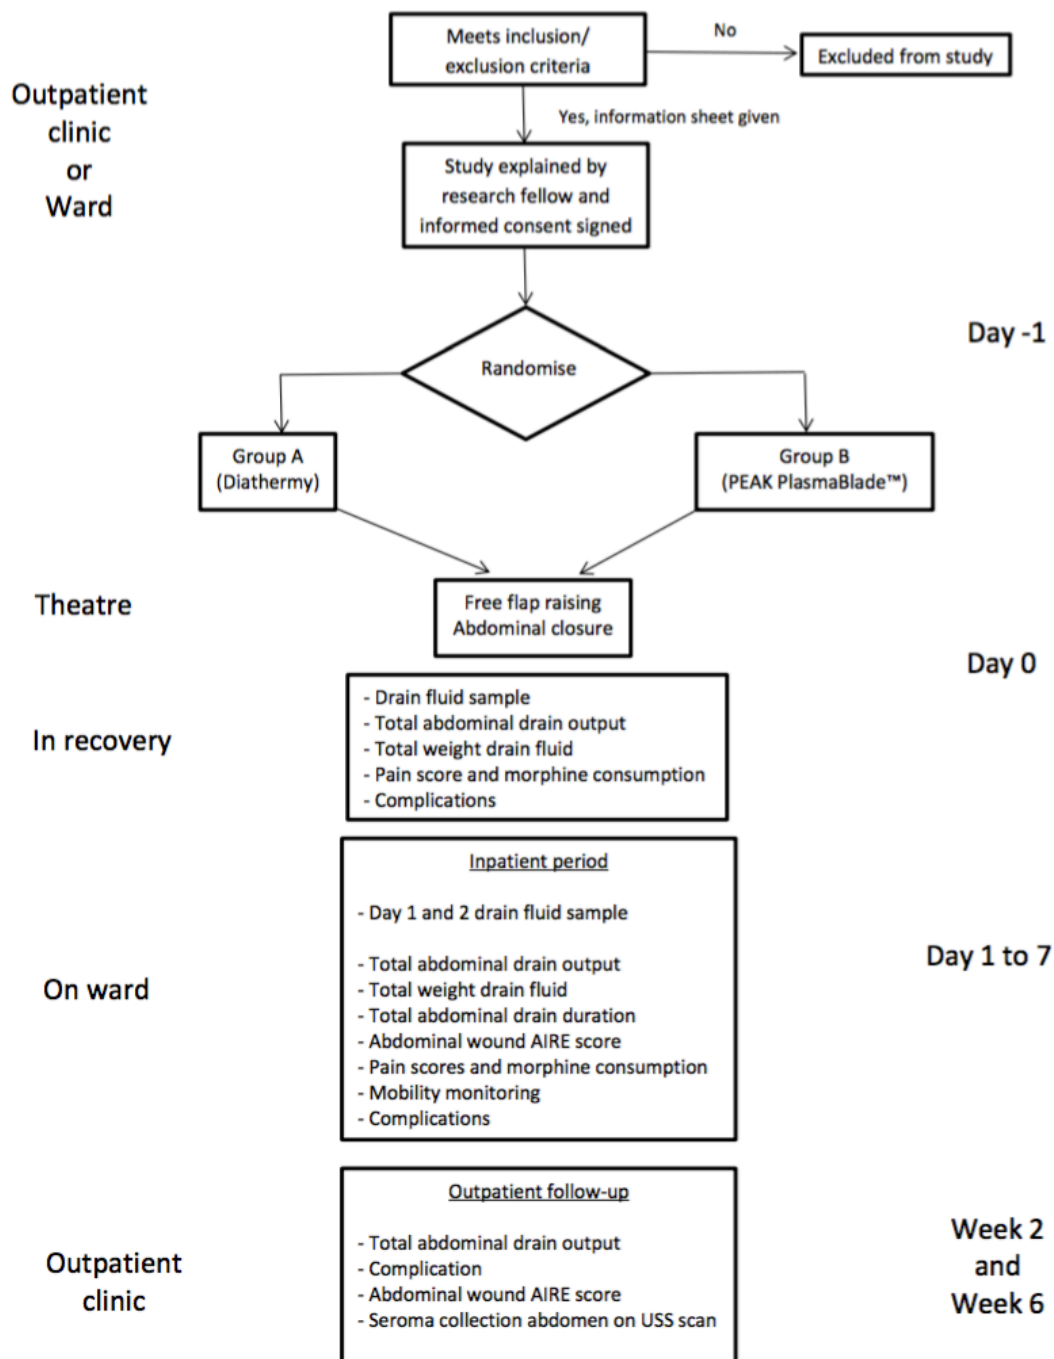 Meets inclusion/
exclusion criteria
No
Excluded from study
Outpatient
clinic
or
Ward
Yes, information sheet given
Study explained by
research fellow and
informed consent signed
Day -1
Randomise
Group A
(Diathermy)
Group B
(PEAK PlasmaBlade™)
Theatre
Free flap raising
Abdominal closure
Day 0
In recovery
- Drain fluid sample
- Total abdominal drain output
- Total weight drain fluid
- Pain score and morphine consumption
- Complications
On ward
Inpatient period
- Day 1 and 2 drain fluid sample
- Total abdominal drain output
- Total weight drain fluid
- Total abdominal drain duration
- Abdominal wound AIRE score
- Pain scores and morphine consumption
- Mobility monitoring
- Complications
Day 1 to 7
Outpatient
clinic
Outpatient follow-up
- Total abdominal drain output
- Complication
- Abdominal wound AIRE score
- Seroma collection abdomen on USS scan
Week 2
and
Week 6